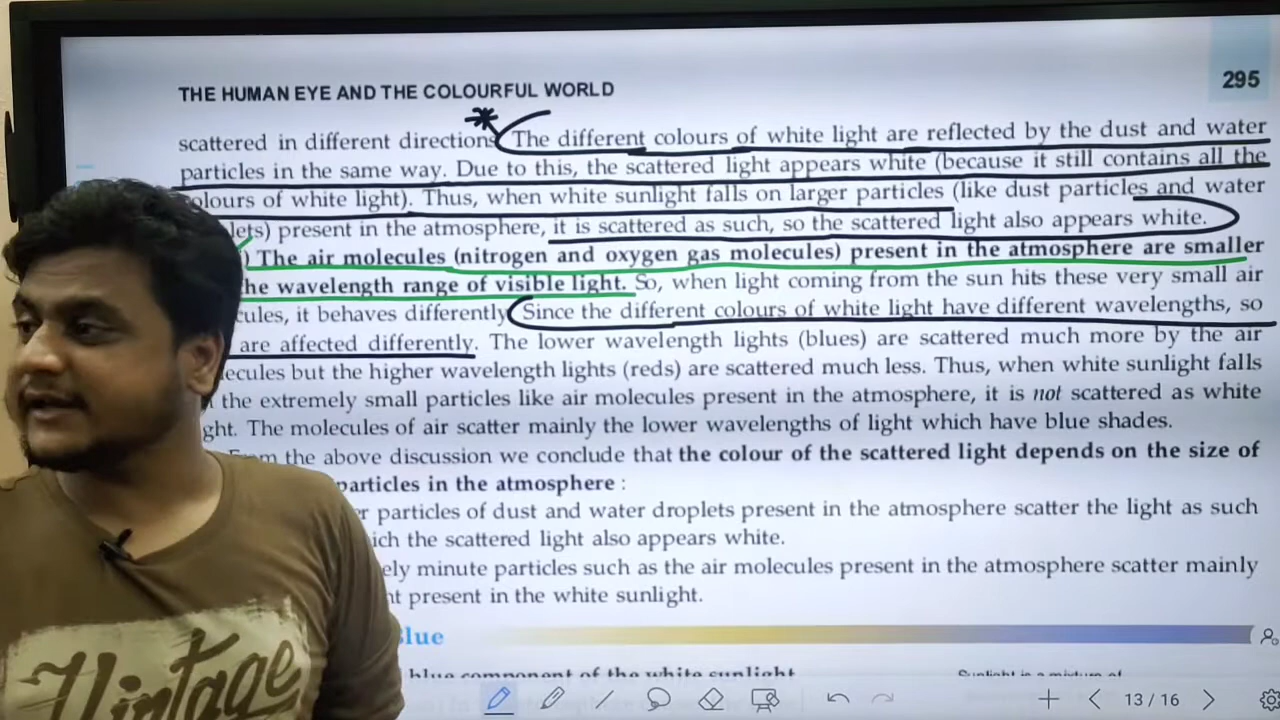 THE HUMAN EYE AND THE COLOURFUL WORLD
295
scattered in different directions The different colours of white light are reflected by the dust and water
particles in the same way. Due to this, the scattered light appears white (because it still contains all the
olours of white light). Thus, when white sunlight falls on larger particles (like dust particles and water
lets) present in the atmosphere, it is scattered as such, so the scattered light also appears white.
) The air molecules (nitrogen and oxygen gas molecules) present in the atmosphere are smaller
he wavelength range of visible light. So, when light coming from the sun hits these very small air
cules, it behaves differently Since the different colours of white light have different wavelengths, so
are affected differently. The lower wavelength lights (blues) are scattered much more by the air
ecules but the higher wavelength lights (reds) are scattered much less. Thus, when white sunlight falls
the extremely small particles like air molecules present in the atmosphere, it is not scattered as white
ght. The molecules of air scatter mainly the lower wavelengths of light which have blue shades.
From the above discussion we conclude that the colour of the scattered light depends on the size of
particles in the atmosphere :
r particles of dust and water droplets present in the atmosphere scatter the light as such
ich the scattered light also appears white.
ely minute particles such as the air molecules present in the atmosphere scatter mainly
ht present in the white sunlight.
Blue
blue component of the white sunlight
Sunlight is a mixture of
13 / 16
Vintage